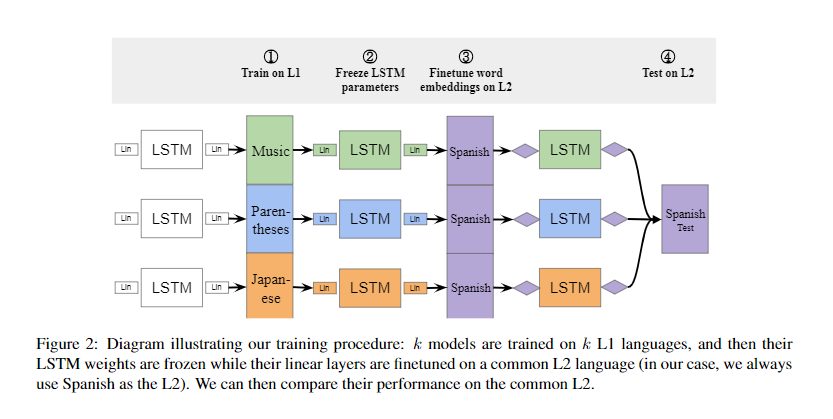 ① ② ③ ④
Train on L1 Freeze LSTM Finetune word Test on L2
parameters embeddings on L2
Lin LSTM Lin Music Lin LSTM Lin Spanish LSTM
Lin LSTM Lin Paren- Lin LSTM Lin Spanish LSTM Spanish
theses Test
Lin LSTM Lin Japan- Lin LSTM Lin Spanish LSTM
ese
Figure 2: Diagram illustrating our training procedure: k models are trained on k L1 languages, and then their
LSTM weights are frozen while their linear layers are finetuned on a common L2 language (in our case, we always
use Spanish as the L2). We can then compare their performance on the common L2.